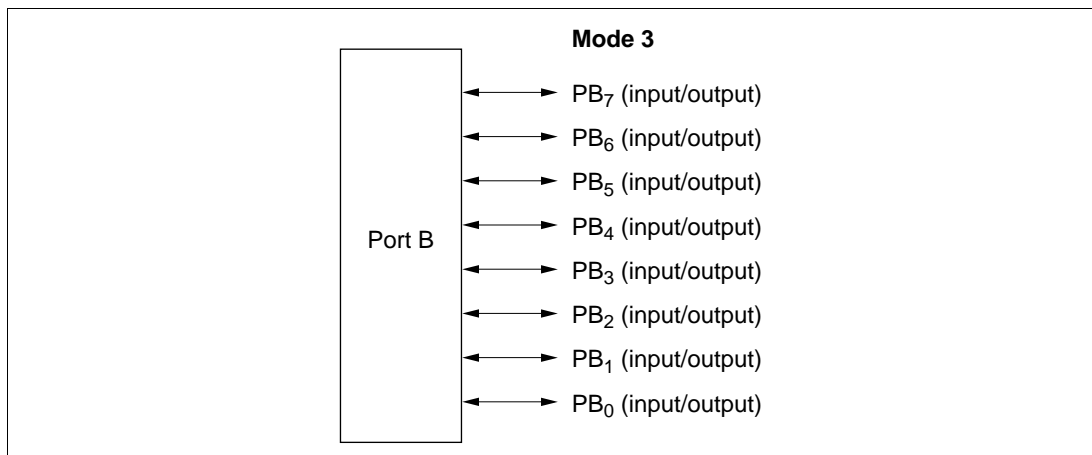 Mode 3
PB7 (input/output)
PB6 (input/output)
PB5 (input/output)
PB4 (input/output)
Port B
PB3 (input/output)
PB2 (input/output)
PB1 (input/output)
PB0 (input/output)